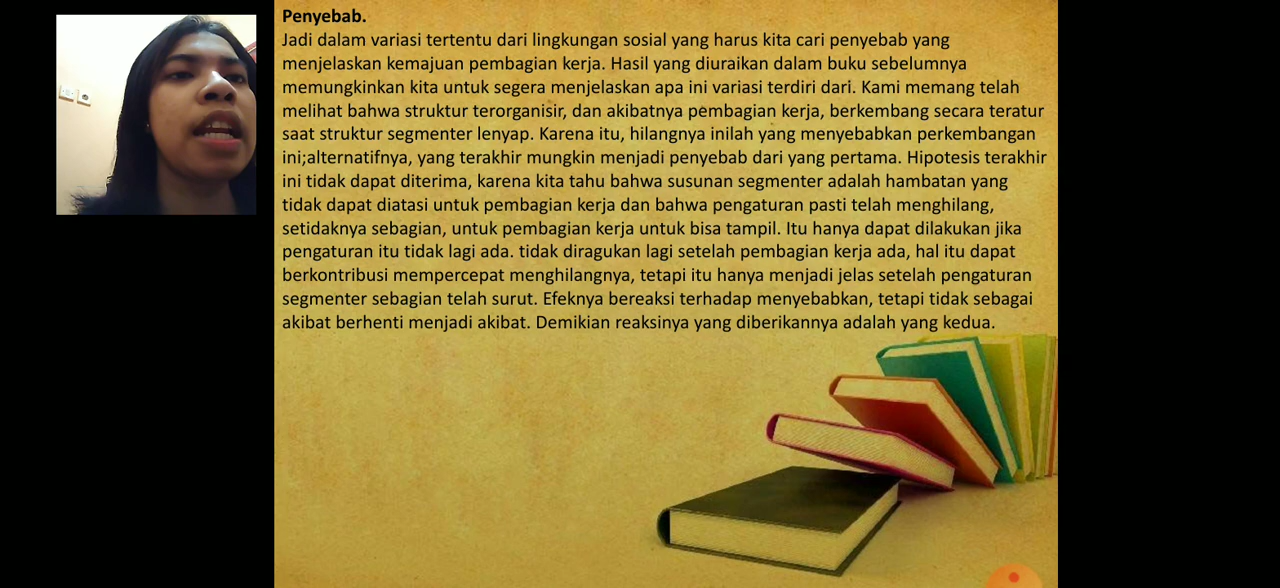 Penyebab.
Jadi dalam variasi tertentu dari lingkungan sosial yang harus kita cari penyebab yang
menjelaskan kemajuan pembagian kerja. Hasil yang diuraikan dalam buku sebelumnya
memungkinkan kita untuk segera menjelaskan apa ini variasi terdiri dari. Kami memang telah
melihat bahwa struktur terorganisir, dan akibatnya pembagian kerja, berkembang secara teratur
saat struktur segmenter lenyap. Karena itu, hilangnya inilah yang menyebabkan perkembangan
ini;alternatifnya, yang terakhir mungkin menjadi penyebab dari yang pertama. Hipotesis terakhir
ini tidak dapat diterima, karena kita tahu bahwa susunan segmenter adalah hambatan yang
tidak dapat diatasi untuk pembagian kerja dan bahwa pengaturan pasti telah menghilang,
setidaknya sebagian, untuk pembagian kerja untuk bisa tampil. Itu hanya dapat dilakukan jika
pengaturan itu tidak lagi ada. tidak diragukan lagi setelah pembagian kerja ada, hal itu dapat
berkontribusi mempercepat menghilangnya, tetapi itu hanya menjadi jelas setelah pengaturan
segmenter sebagian telah surut. Efeknya bereaksi terhadap menyebabkan, tetapi tidak sebagai
akibat berhenti menjadi akibat. Demikian reaksinya yang diberikannya adalah yang kedua.